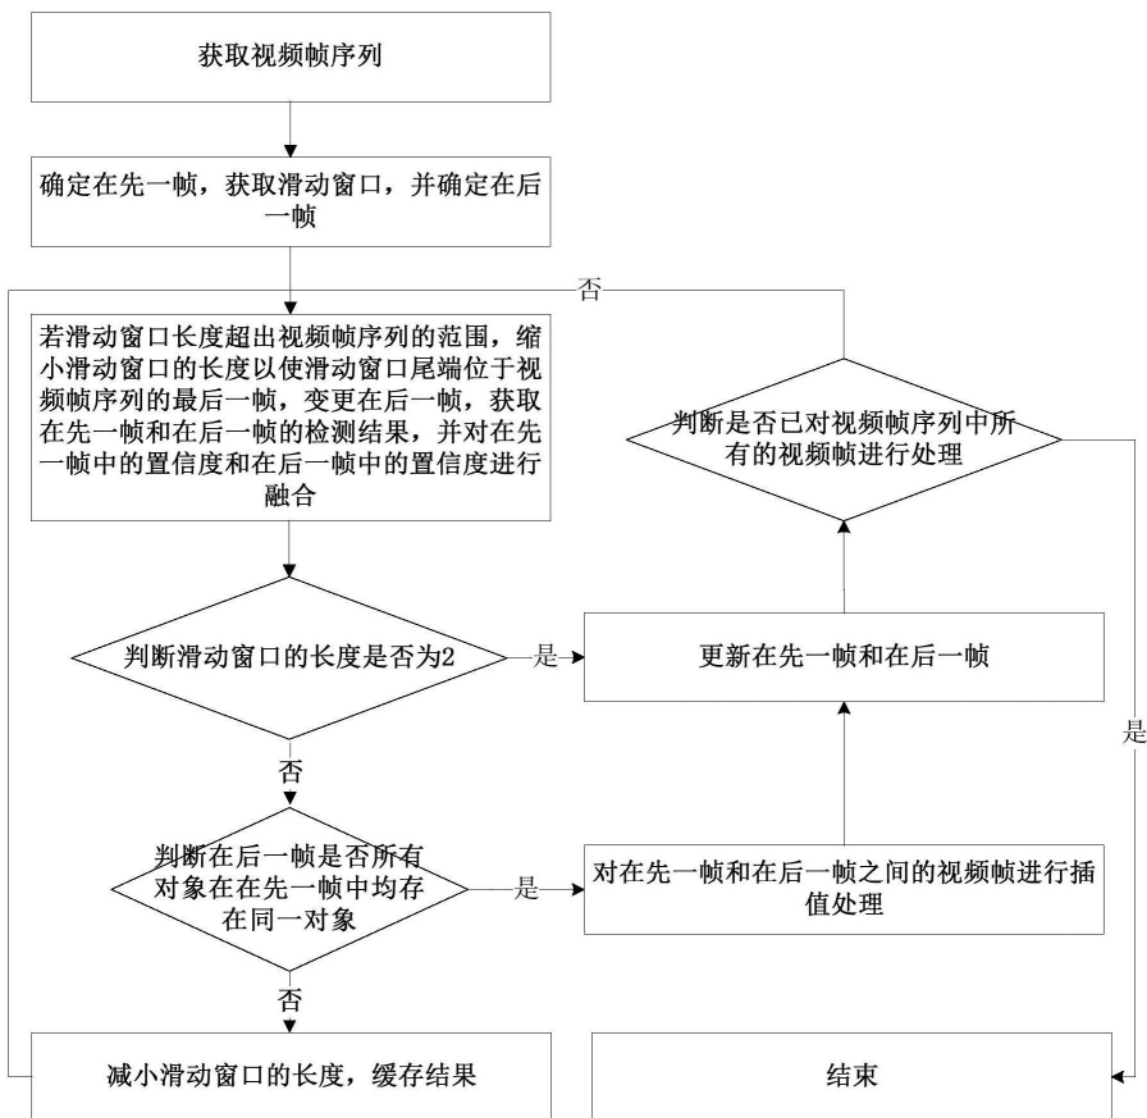 获取视频帧序列
确定在先一帧，获取滑动窗口，并确定在后
一帧
否
若滑动窗口长度超出视频帧序列的范围，缩
小滑动窗口的长度以使滑动窗口尾端位于视
频帧序列的最后一帧，变更在后一帧，获取
在先一帧和在后一帧的检测结果，并对在先
一帧中的置信度和在后一帧中的置信度进行
融合
判断是否已对视频帧序列中所
有的视频帧进行处理
判断滑动窗口的长度是否为2
是
更新在先一帧和在后一帧
是
否
判断在后一帧是否所有
对象在在先一帧中均存
在同一对象
是
对在先一帧和在后一帧之间的视频帧进行插
值处理
否
减小滑动窗口的长度，缓存结果
结束